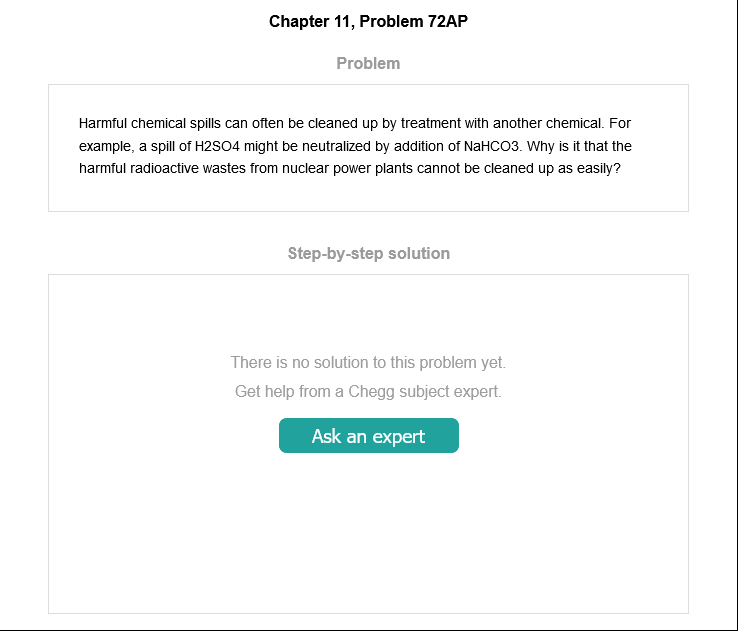 Chapter 11, Problem 72AP
Problem
Harmful chemical spills can often be cleaned up by treatment with another chemical. For
example, a spill of H2SO4 might be neutralized by addition of NaHCO3. Why is it that the
harmful radioactive wastes from nuclear power plants cannot be cleaned up as easily?
Step-by-step solution
There is no solution to this problem yet.
Get help from a Chegg subject expert.
Ask an expert